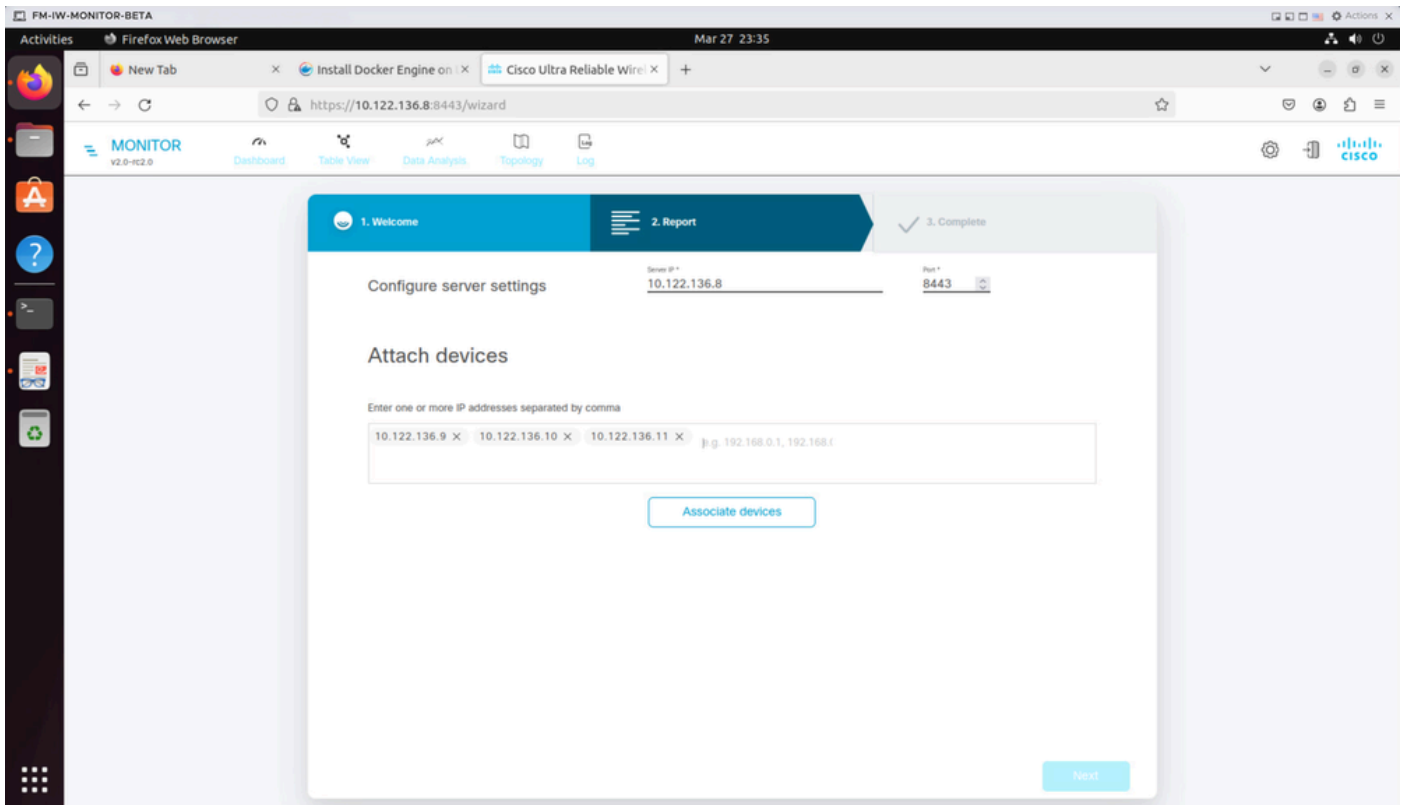 FM-IW-MONITOR-BETA
Actions
Activities Firefox Web Browser Mar 27 23:35
New Tab Install Docker Engine on Cisco Ultra Reliable Wirel
https://10.122.136.8:8443/wizard
MONITOR
v2.0-rc2.0
Dashboard Table View Data Analysis Topology Log
cisco
1. Welcome 2. Report 3. Complete
Configure server settings
Server IP *
10.122.136.8
Port *
8443
Attach devices
Enter one or more IP addresses separated by comma
10.122.136.9 10.122.136.10 10.122.136.11 e.g. 192.168.0.1, 192.168.(
Associate devices
Next